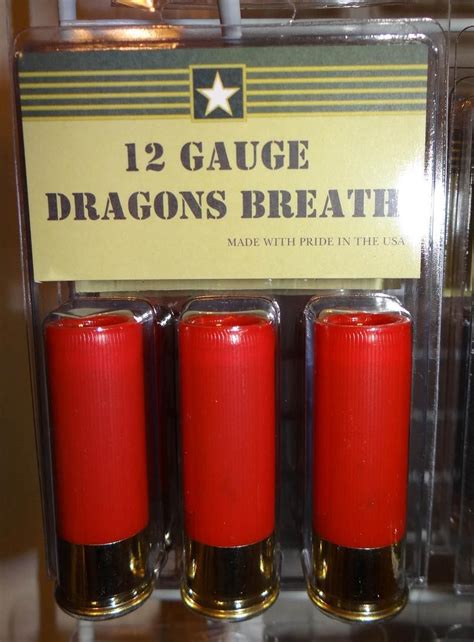 12 GAUGE
DRAGONS BREATH
MADE WITH PRIDE IN THE USA